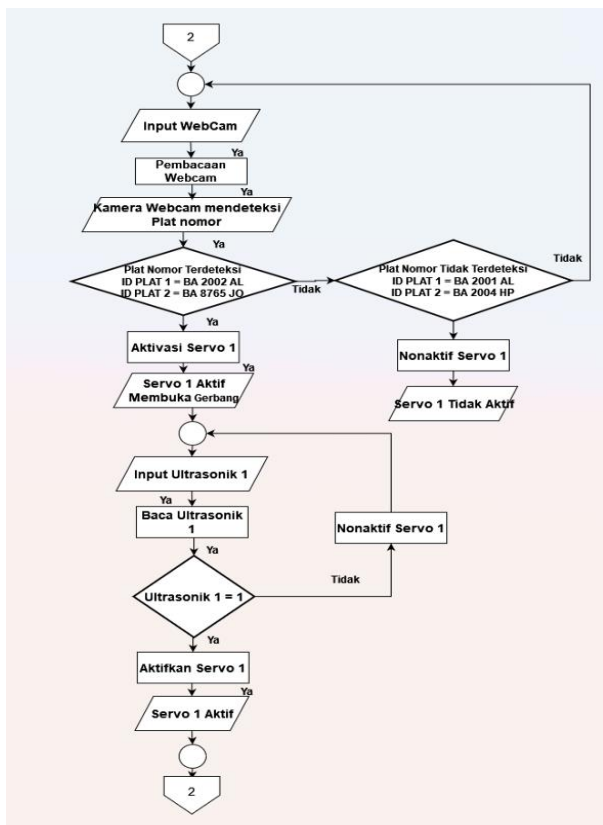 2
Input WebCam
Ya
Pembacaan
Webcam
Ya
Kamera Webcam mendeteksi
Plat nomor
Ya
Plat Nomor Terdeteksi
ID PLAT 1 = BA 2002 AL
ID PLAT 2 = BA 8765 JO
Tidak
Plat Nomor Tidak Terdeteksi
ID PLAT 1 = BA 2001 AL
ID PLAT 2 = BA 2004 HP
Tidak
Ya
Aktivasi Servo 1
Ya
Nonaktif Servo 1
Servo 1 Tidak Aktif
Servo 1 Aktif
Membuka Gerbang
Input Ultrasonik 1
Ya
Baca Ultrasonik
1
Ya
Nonaktif Servo 1
Ultrasonik 1 = 1
Tidak
Ya
Aktifkan Servo 1
Ya
Servo 1 Aktif
2